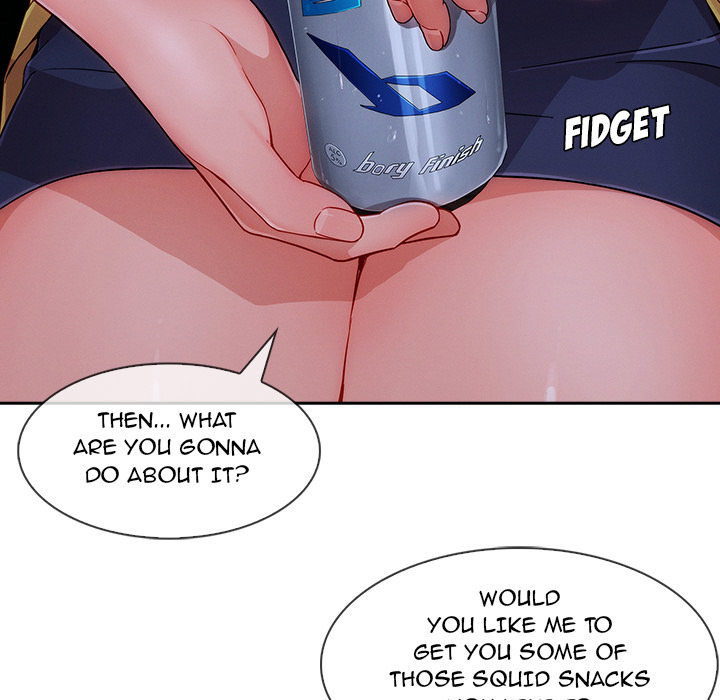 FIDGET
bory Finish
THEN... WHAT
ARE YOU GONNA
DO ABOUT IT?
WOULD
YOU LIKE ME TO
GET YOU SOME OF
THOSE SQUID SNACKS